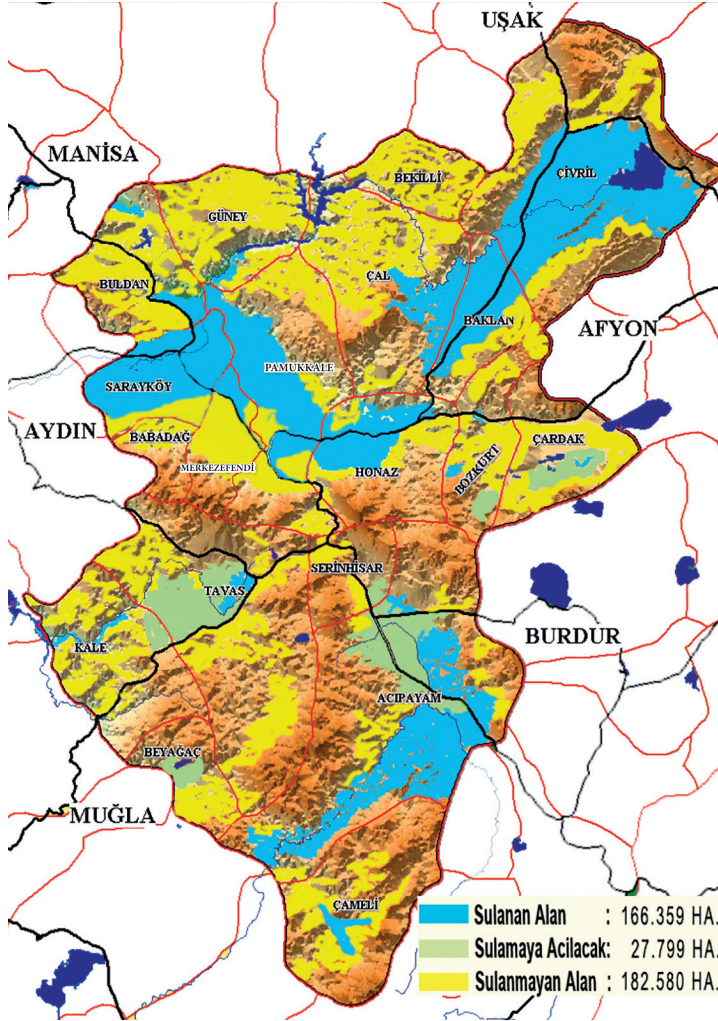 UŞAK
MANİSA
BEKİLLİ
ÇİVRİL
GÜNEY
ÇAL
BULDAN
BAKLAN
AFYON
PAMUKKALE
SARAYKÖY
AYDIN
BABADAĞ
ÇARDAK
MERKEZEFENDİ
HONAZ
BOZKURT
SERİNHİSAR
TAVAS
BURDUR
KALE
ACIPAYAM
BEYAĞAÇ
MUĞLA
ÇAMELİ
Sulanan Alan : 166.359 HA.
Sulamaya Acilacak: 27.799 HA.
Sulanmayan Alan : 182.580 HA.